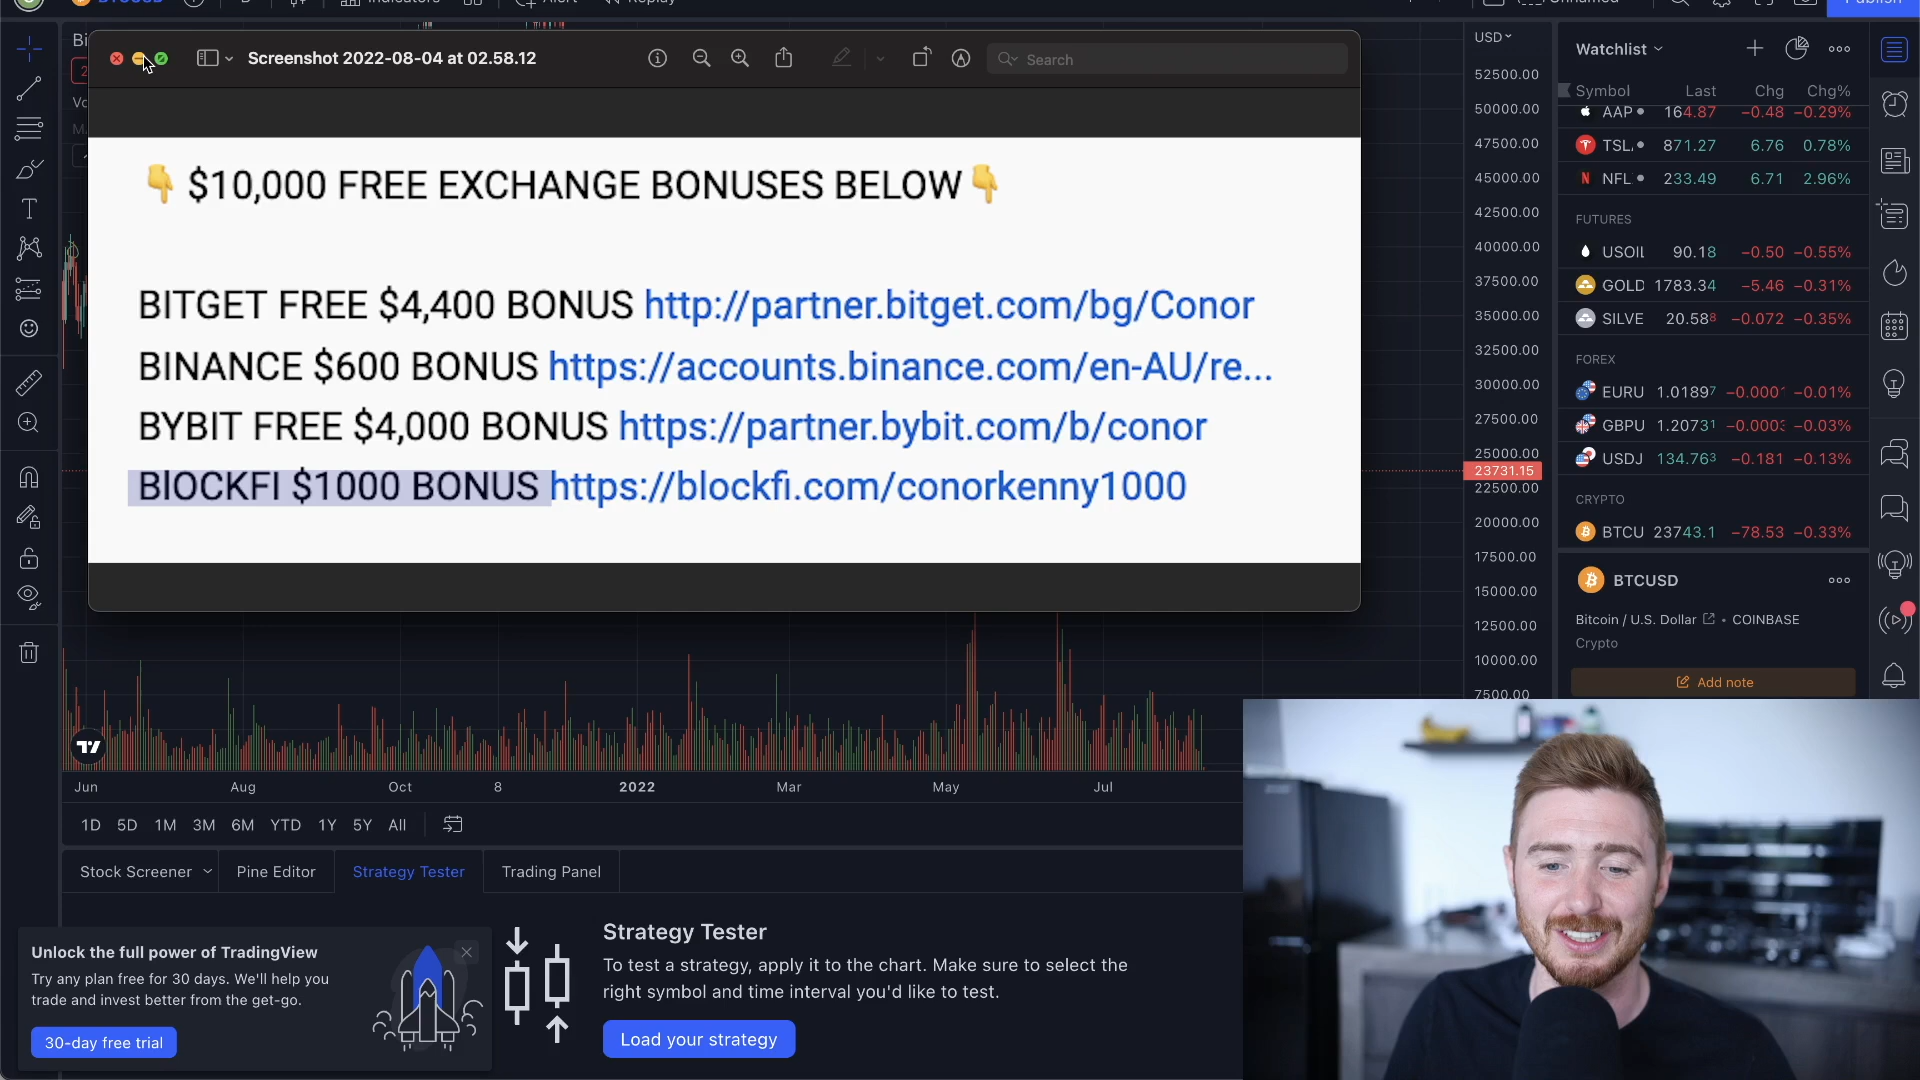 Indicators
Alert
Replay
Unnamed
Publish
Screenshot 2022-08-04 at 02.58.12
Search
👇 $10,000 FREE EXCHANGE BONUSES BELOW👇
BITGET FREE $4,400 BONUS http://partner.bitget.com/bg/Conor
BINANCE $600 BONUS https://accounts.binance.com/en-AU/re...
BYBIT FREE $4,000 BONUS https://partner.bybit.com/b/conor
BlOCKFI $1000 BONUS https://blockfi.com/conorkenny1000
USD
52500.00
50000.00
47500.00
45000.00
42500.00
40000.00
37500.00
35000.00
32500.00
30000.00
27500.00
25000.00
23731.15
22500.00
20000.00
17500.00
15000.00
12500.00
10000.00
7500.00
Watchlist
Symbol Last Chg Chg%
AAP 164.87 −0.48 −0.29%
TSL 871.27 6.76 0.78%
NFL 233.49 6.71 2.96%
FUTURES
USOIL 90.18 −0.50 −0.55%
GOLD 1783.34 −5.46 −0.31%
SILVE 20.588 −0.072 −0.35%
FOREX
EURU 1.01897 −0.0001 −0.01%
GBPU 1.20731 −0.0003 −0.03%
USDJ 134.763 −0.181 −0.13%
CRYPTO
BTCU 23743.1 −78.53 −0.33%
BTCUSD
Bitcoin / U.S. Dollar • COINBASE
Crypto
Add note
Jun Aug Oct 8 2022 Mar May Jul
1D 5D 1M 3M 6M YTD 1Y 5Y All
Stock Screener Pine Editor Strategy Tester Trading Panel
Unlock the full power of TradingView
Try any plan free for 30 days. We'll help you
trade and invest better from the get-go.
30-day free trial
Strategy Tester
To test a strategy, apply it to the chart. Make sure to select the
right symbol and time interval you'd like to test.
Load your strategy